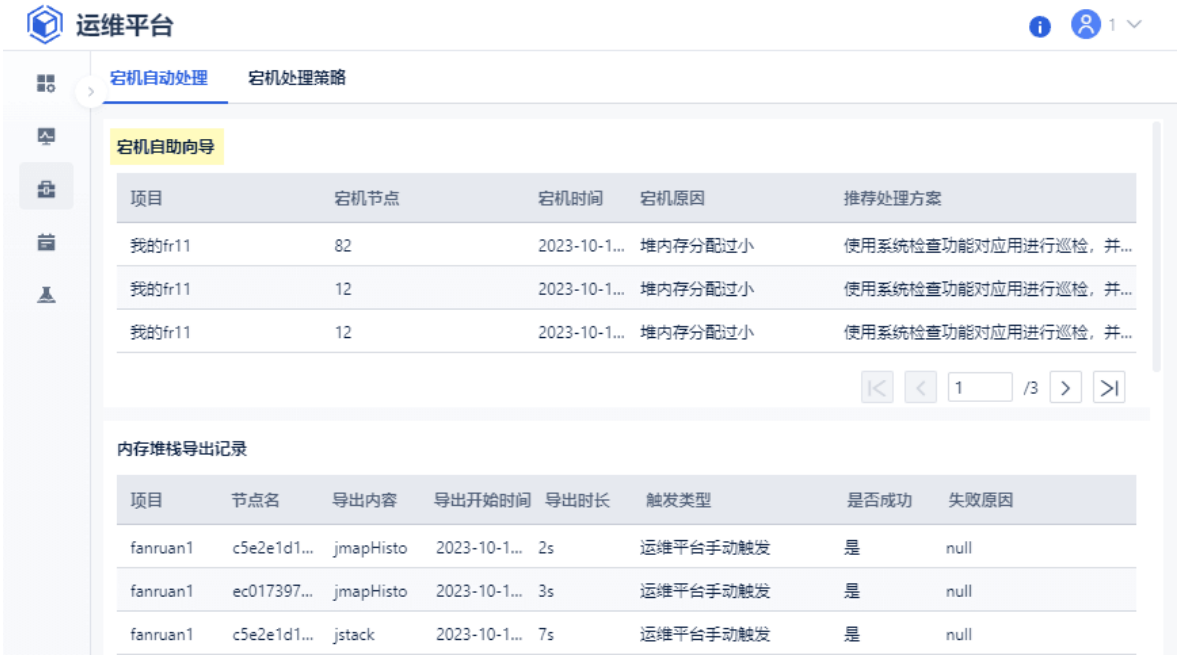 运维平台
1
宕机自动处理 宕机处理策略
宕机自助向导
项目 宕机节点 宕机时间 宕机原因 推荐处理方案
我的fr11 82 2023-10-1... 堆内存分配过小 使用系统检查功能对应用进行巡检，并...
我的fr11 12 2023-10-1... 堆内存分配过小 使用系统检查功能对应用进行巡检，并...
我的fr11 12 2023-10-1... 堆内存分配过小 使用系统检查功能对应用进行巡检，并...
1 /3
内存堆栈导出记录
项目 节点名 导出内容 导出开始时间 导出时长 触发类型 是否成功 失败原因
fanruan1 c5e2e1d1... jmapHisto 2023-10-1... 2s 运维平台手动触发 是 null
fanruan1 ec017397... jmapHisto 2023-10-1... 3s 运维平台手动触发 是 null
fanruan1 c5e2e1d1... jstack 2023-10-1... 7s 运维平台手动触发 是 null